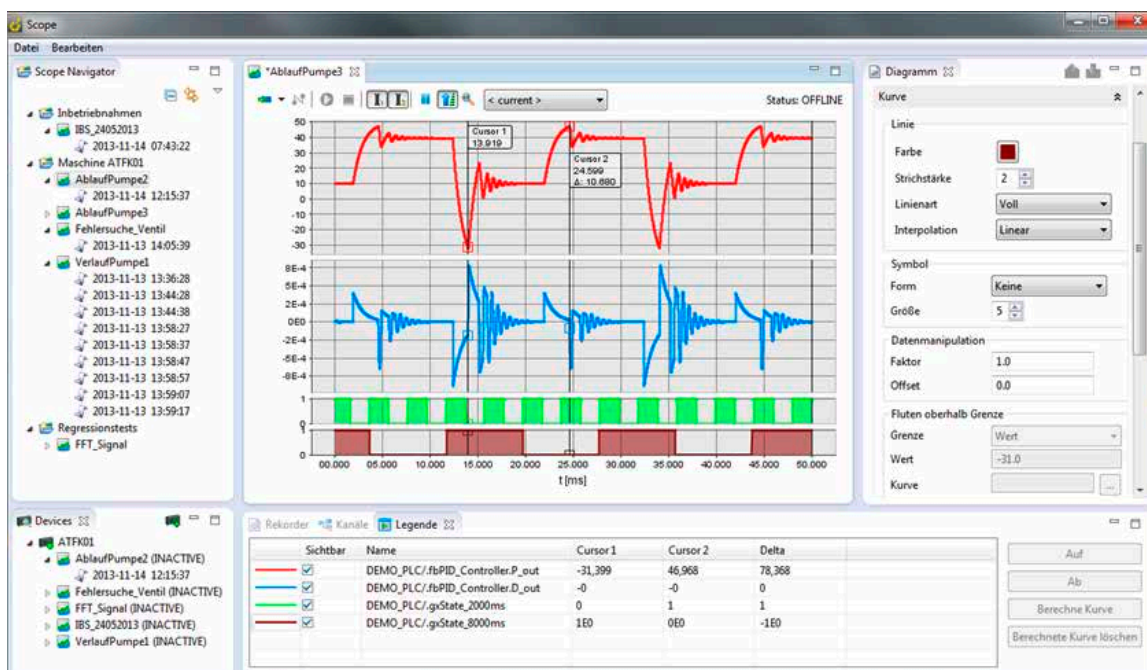 Scope
Datei Bearbeiten
Scope Navigator
Inbetriebnahmen
IBS_24052013
2013-11-14 07:43:22
Maschine ATFK01
AblaufPumpe2
2013-11-14 12:15:37
AblaufPumpe3
Fehlersuche_Ventil
2013-11-13 14:05:39
VerlaufPumpe1
2013-11-13 13:36:28
2013-11-13 13:44:28
2013-11-13 13:44:38
2013-11-13 13:58:27
2013-11-13 13:58:37
2013-11-13 13:58:47
2013-11-13 13:58:57
2013-11-13 13:59:07
2013-11-13 13:59:17
Regressionstests
FFT_Signal
*AblaufPumpe3
< current > Status: OFFLINE
50
40
30
20
10
0
-10
-20
-30
Cursor 1
13.919
Cursor 2
24.599
Δ: 10.680
8E-4
5E-4
2E-4
0E0
-2E-4
-5E-4
-8E-4
1
0
1
0
00.000 05.000 10.000 15.000 20.000 25.000 30.000 35.000 40.000 45.000 50.000
t [ms]
Diagramm
Kurve
Linie
Farbe
Strichstärke 2
Linienart Voll
Interpolation Linear
Symbol
Form Keine
Größe 5
Datenmanipulation
Faktor 1.0
Offset 0.0
Fluten oberhalb Grenze
Grenze Wert
Wert -31.0
Kurve ...
Devices
ATFK01
AblaufPumpe2 (INACTIVE)
2013-11-14 12:15:37
Fehlersuche_Ventil (INACTIVE)
FFT_Signal (INACTIVE)
IBS_24052013 (INACTIVE)
VerlaufPumpe1 (INACTIVE)
Rekorder Kanäle Legende
Sichtbar Name Cursor 1 Cursor 2 Delta
DEMO_PLC/.fbPID_Controller.P_out -31,399 46,968 78,368
DEMO_PLC/.fbPID_Controller.D_out -0 -0 0
DEMO_PLC/.gxState_2000ms 0 1 1
DEMO_PLC/.gxState_8000ms 1E0 0E0 -1E0
Auf
Ab
Berechne Kurve
Berechnete Kurve löschen